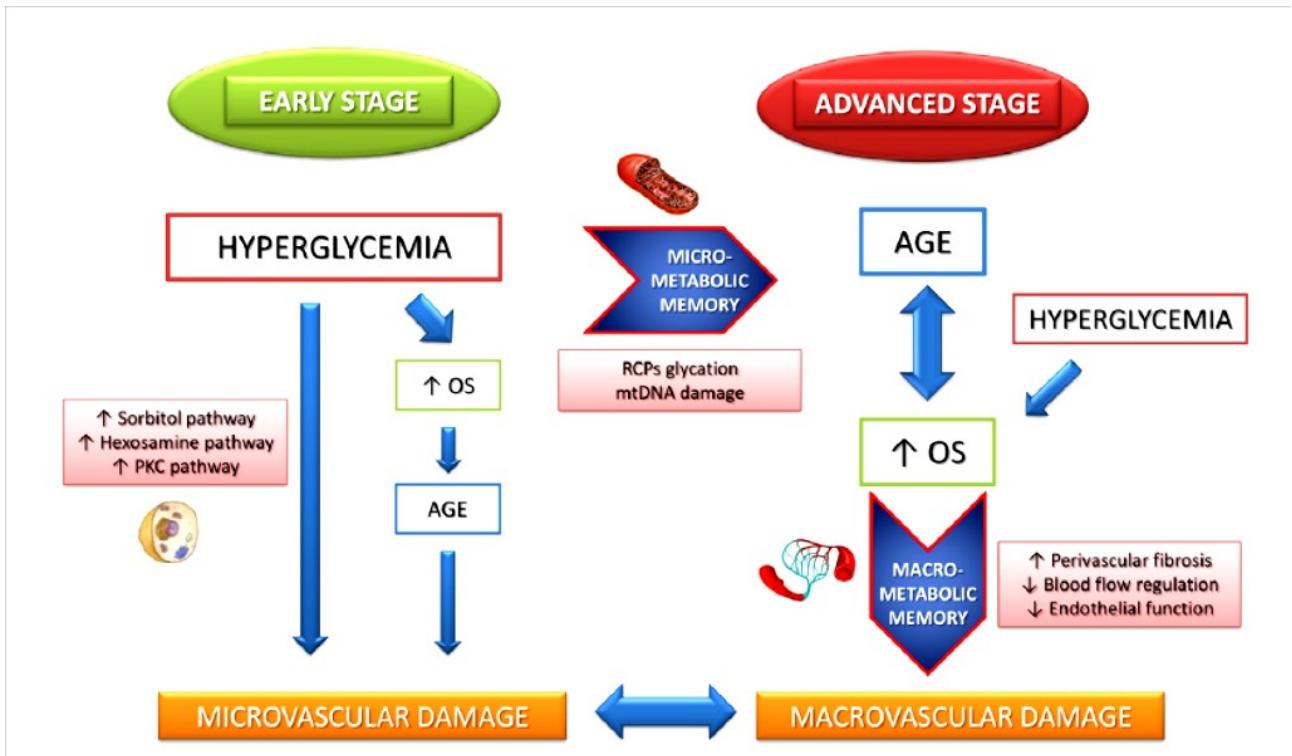 EARLY STAGE
ADVANCED STAGE
HYPERGLYCEMIA
MICRO-
METABOLIC
MEMORY
AGE
HYPERGLYCEMIA
↑ OS
RCPs glycation
mtDNA damage
↑ Sorbitol pathway
↑ Hexosamine pathway
↑ PKC pathway
↑ OS
AGE
MACRO-
METABOLIC
MEMORY
↑ Perivascular fibrosis
↓ Blood flow regulation
↓ Endothelial function
MICROVASCULAR DAMAGE
MACROVASCULAR DAMAGE